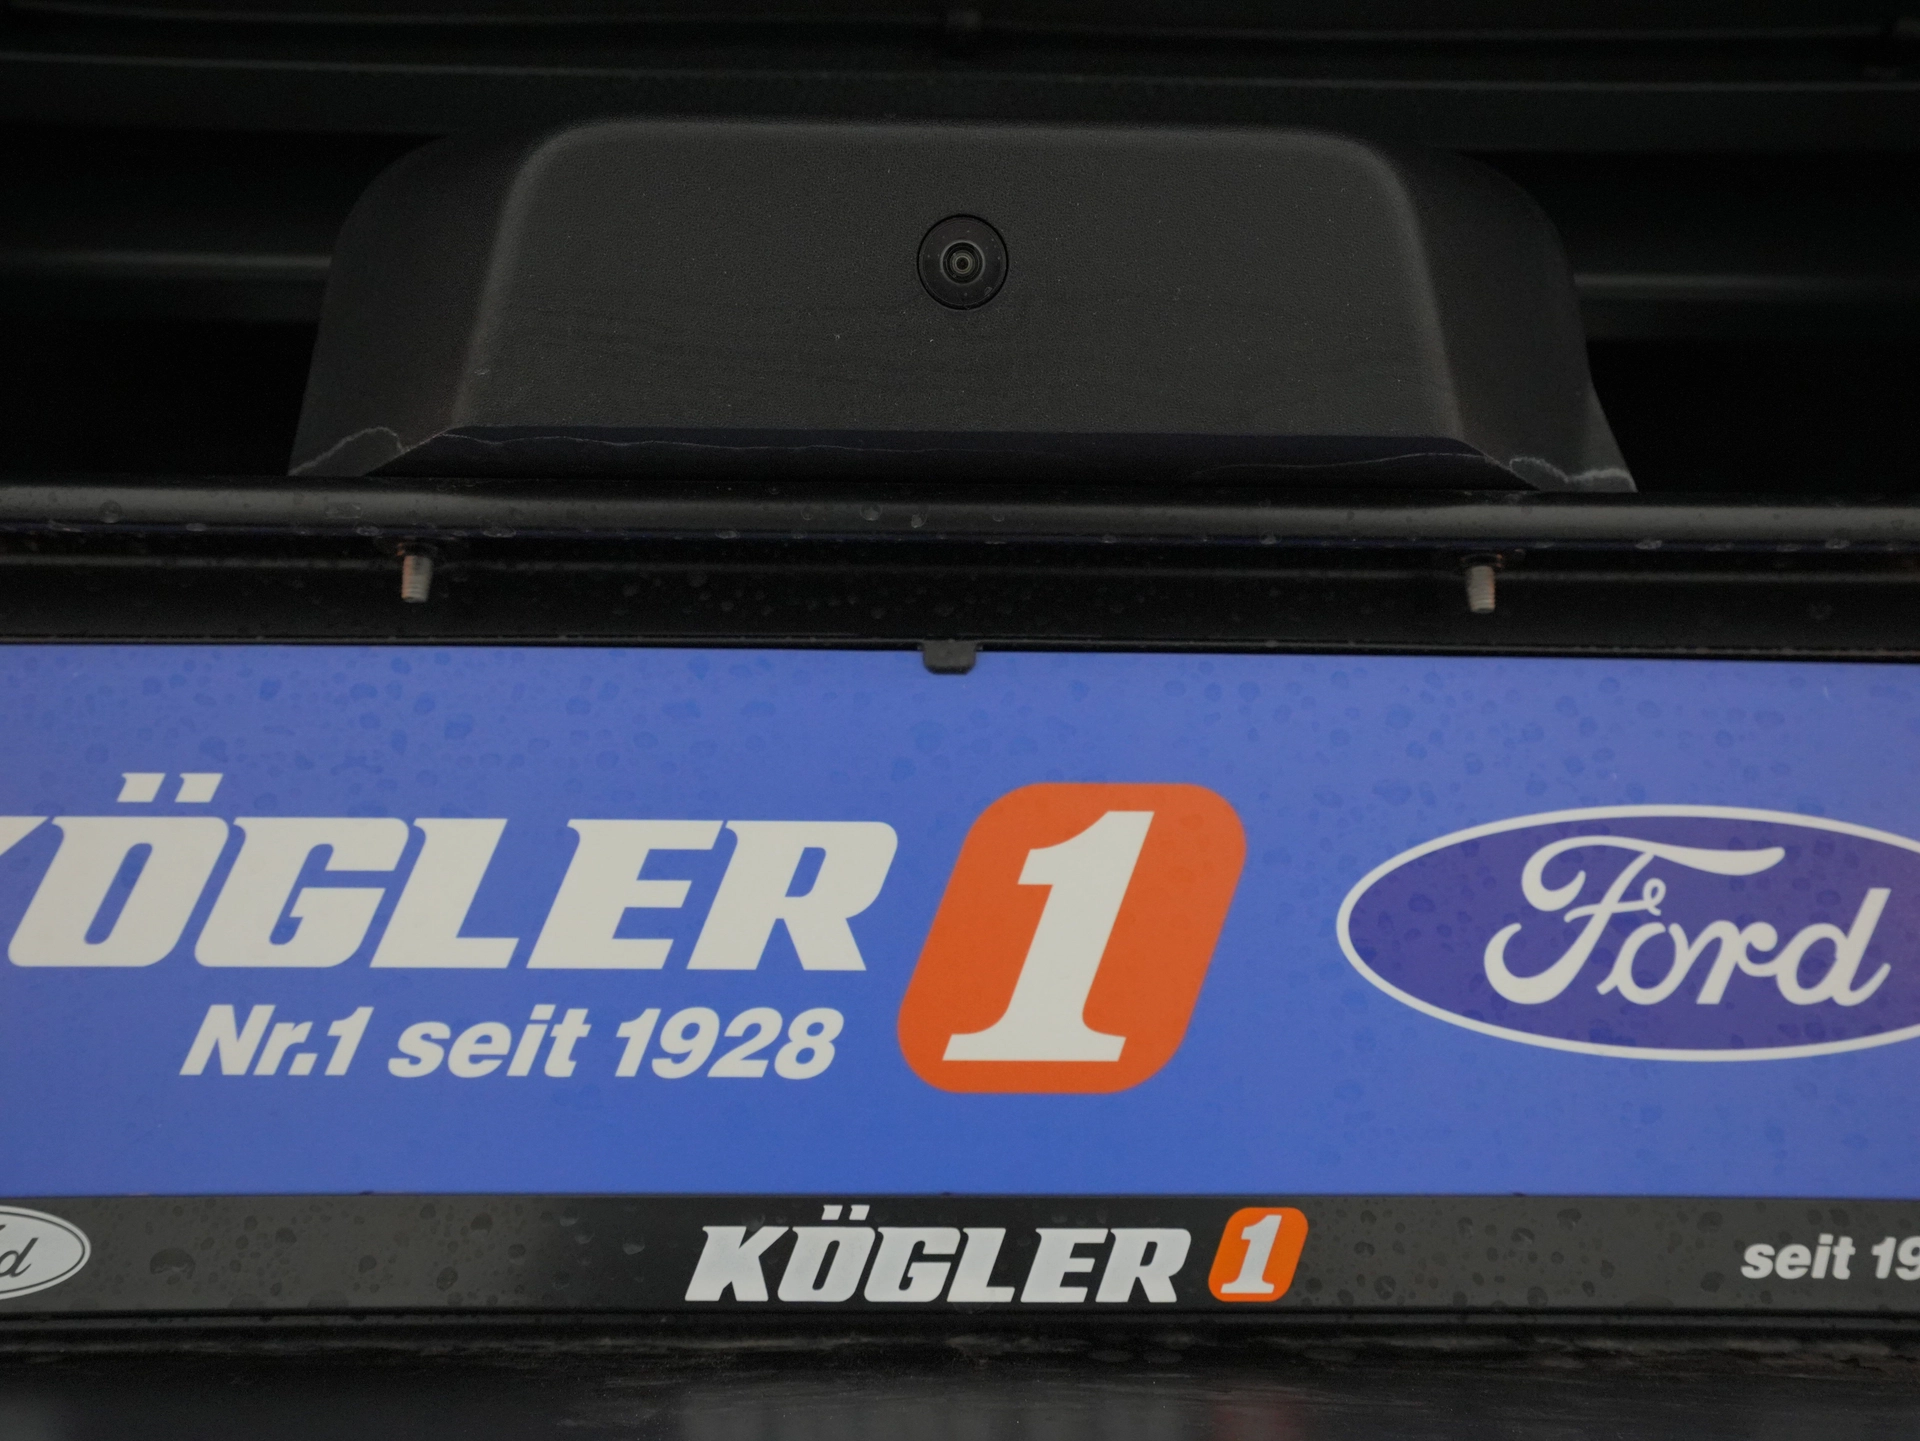 KÖGLER 1
Nr.1 seit 1928
Ford
KÖGLER 1
seit 19